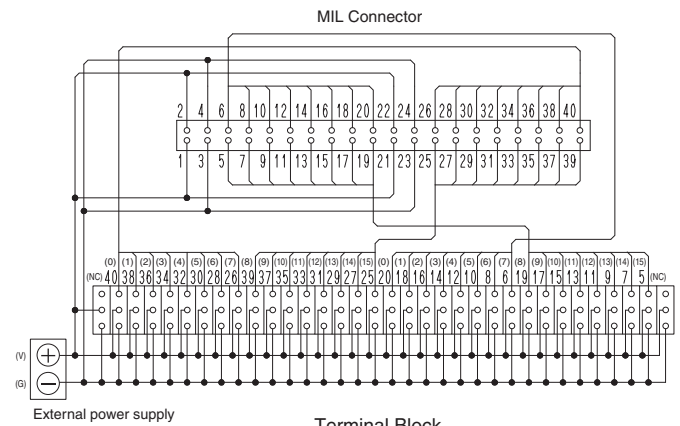 MIL Connector
2 4 6 8 10 12 14 16 18 20 22 24 26 28 30 32 34 36 38 40
1 3 5 7 9 11 13 15 17 19 21 23 25 27 29 31 33 35 37 39
(0) (1) (2) (3) (4) (5) (6) (7) (8) (9) (10) (11) (12) (13) (14) (15) (0) (1) (2) (3) (4) (5) (6) (7) (8) (9) (10) (11) (12) (13) (14) (15)
(NC) 40 38 36 34 32 30 28 26 39 37 35 33 31 29 27 25 20 18 16 14 12 10 8 6 19 17 15 13 11 9 7 5 (NC)
(V)
(G)
External power supply
Terminal Block